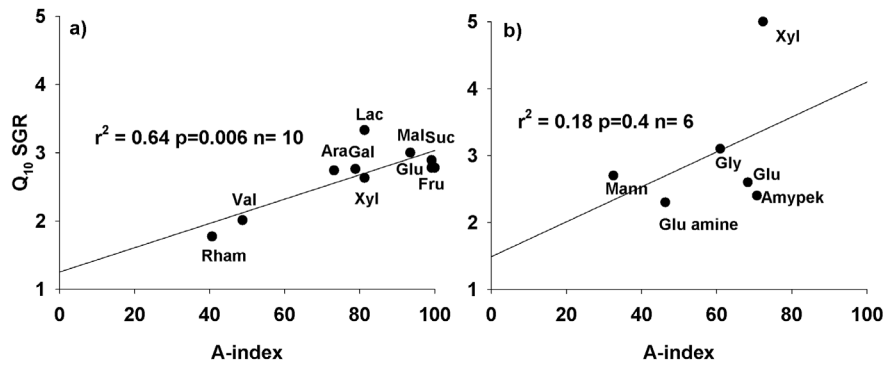 a)
5
4
3
2
1
Q10 SGR
r2 = 0.64 p=0.006 n= 10
Lac
Mal Suc
Ara Gal
Glu
Fru
Xyl
Val
Rham
0 20 40 60 80 100
A-index
b)
5
4
3
2
1
Xyl
r2 = 0.18 p=0.4 n= 6
Gly
Glu
Mann
Amypek
Glu amine
0 20 40 60 80 100
A-index